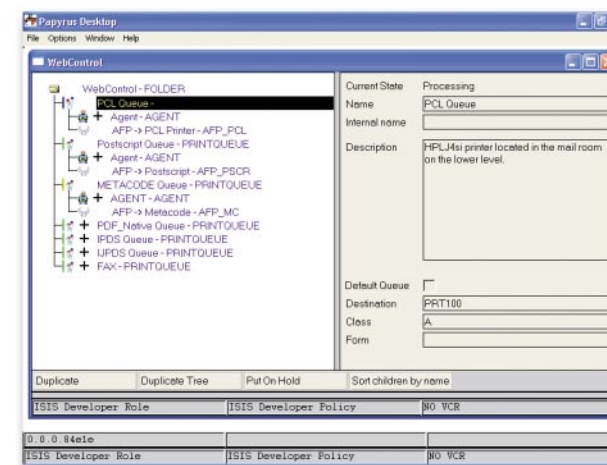 Papyrus Desktop
File Options Window Help
WebControl
WebControl - FOLDER
PCL Queue -
Agent - AGENT
AFP -> PCL Printer - AFP_PCL
Postscript Queue - PRINTQUEUE
Agent - AGENT
AFP -> Postscript - AFP_PSCR
METACODE Queue - PRINTQUEUE
AGENT - AGENT
AFP -> Metacode - AFP_MC
PDF_Native Queue - PRINTQUEUE
IPDS Queue - PRINTQUEUE
IJPDS Queue - PRINTQUEUE
FAX - PRINTQUEUE
Current State Processing
Name PCL Queue
Internal name
Description HPLJ4si printer located in the mail room
on the lower level.
Default Queue
Destination PRT100
Class A
Form
Duplicate Duplicate Tree Put On Hold Sort children by name
ISIS Developer Role ISIS Developer Policy NO VCR
0.0.0.84e1e
ISIS Developer Role ISIS Developer Policy NO VCR